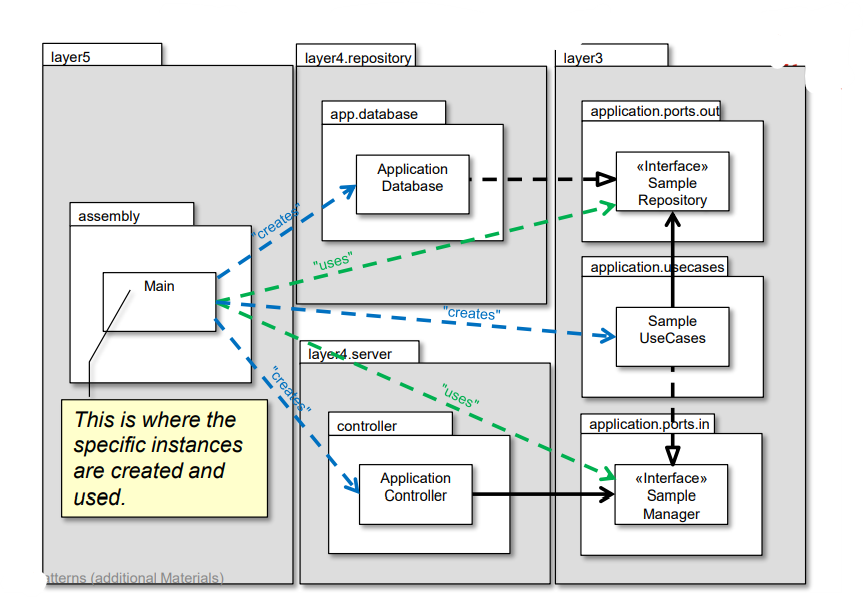 layer5
layer4.repository
layer3
app.database
application.ports.out
Application
Database
«Interface»
Sample
Repository
assembly
"creates"
"uses"
Main
application.usecases
"creates"
Sample
UseCases
layer4.server
"creates"
"uses"
This is where the
specific instances
are created and
used.
controller
application.ports.in
Application
Controller
«Interface»
Sample
Manager
atterns (additional Materials)